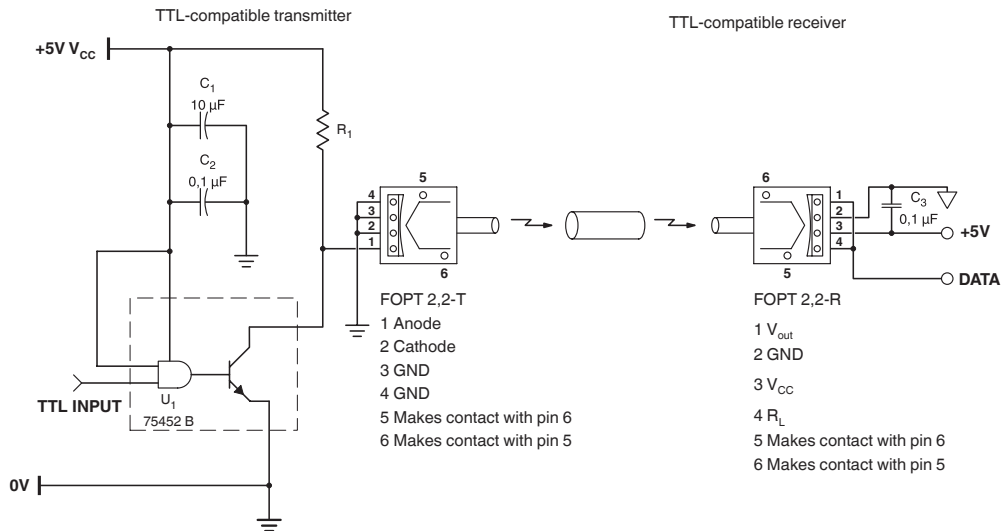 TTL-compatible transmitter
TTL-compatible receiver
+5V VCC
C1
10 µF
R1
C2
0,1 µF
5
4
3
2
1
6
6
1
2
3
4
5
C3
0,1 µF
+5V
DATA
TTL INPUT
U1
75452 B
0V
FOPT 2,2-T
1 Anode
2 Cathode
3 GND
4 GND
5 Makes contact with pin 6
6 Makes contact with pin 5
FOPT 2,2-R
1 Vout
2 GND
3 VCC
4 RL
5 Makes contact with pin 6
6 Makes contact with pin 5